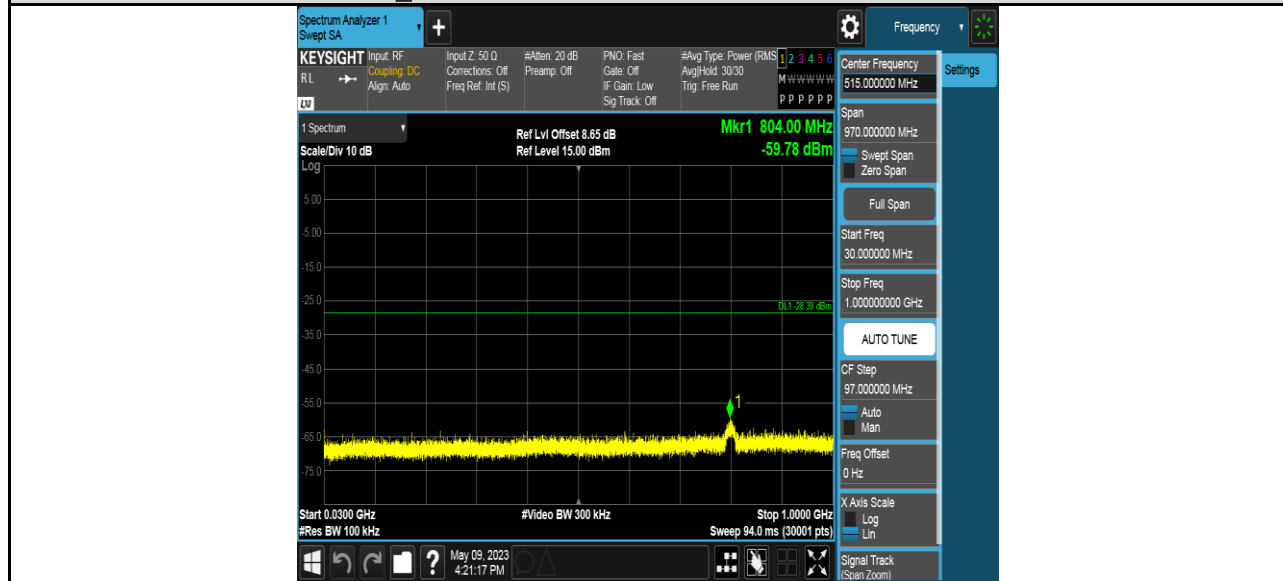 Spectrum Analyzer 1
Swept SA
+
Frequency
KEYSIGHT
RL
LXI
Input: RF
Coupling: DC
Align: Auto
Input Z: 50 Ω
Corrections: Off
Freq Ref: Int (S)
#Atten: 20 dB
Preamp: Off
PNO: Fast
Gate: Off
IF Gain: Low
Sig Track: Off
#Avg Type: Power (RMS
Avg|Hold: 30/30
Trig: Free Run
1 2 3 4 5 6
M W W W W W
P P P P P P
1 Spectrum
Scale/Div 10 dB
Ref Lvl Offset 8.65 dB
Ref Level 15.00 dBm
Mkr1 804.00 MHz
-59.78 dBm
Log
5.00
-5.00
-15.0
-25.0
-35.0
-45.0
-55.0
-65.0
-75.0
DL1 -28.39 dBm
1
Start 0.0300 GHz
#Res BW 100 kHz
#Video BW 300 kHz
Stop 1.0000 GHz
Sweep 94.0 ms (30001 pts)
?
May 09, 2023
4:21:17 PM
Center Frequency
515.000000 MHz
Settings
Span
970.000000 MHz
Swept Span
Zero Span
Full Span
Start Freq
30.000000 MHz
Stop Freq
1.000000000 GHz
AUTO TUNE
CF Step
97.000000 MHz
Auto
Man
Freq Offset
0 Hz
X Axis Scale
Log
Lin
Signal Track
(Span Zoom)